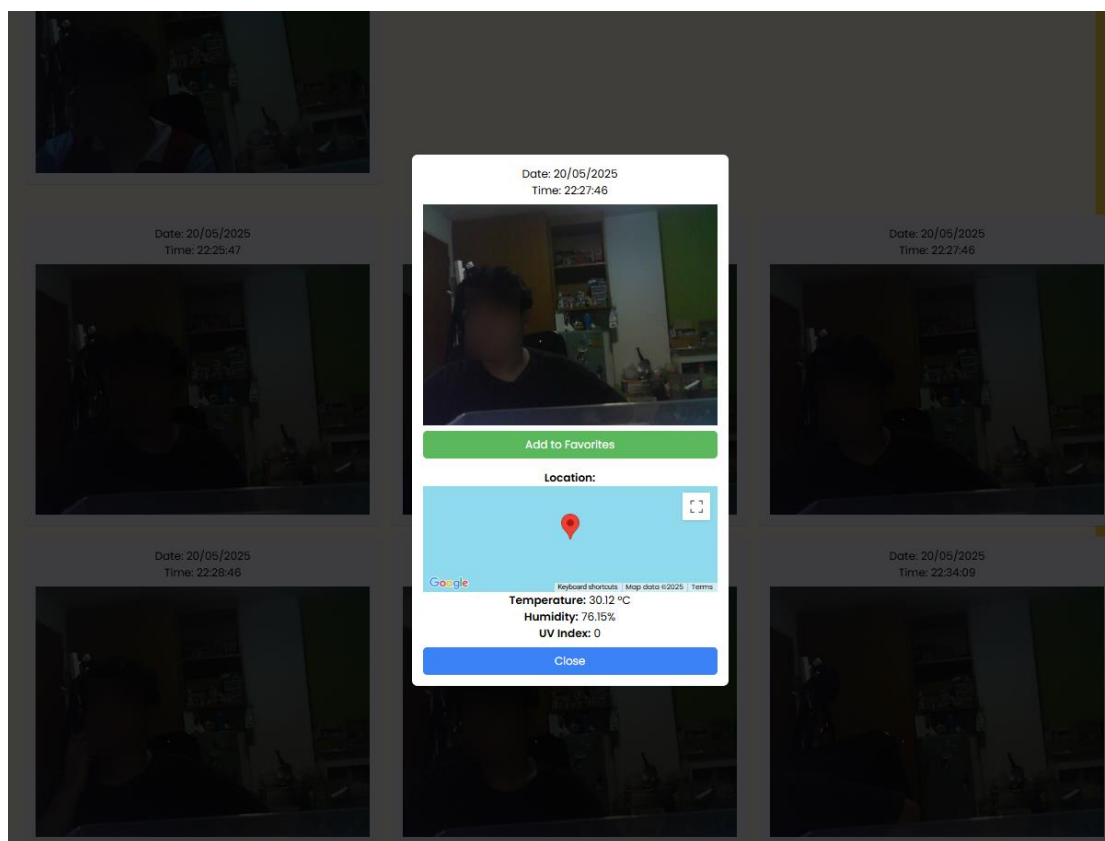 Date: 20/05/2025
Time: 22:27:46
Date: 20/05/2025
Time: 22:25:47
Date: 20/05/2025
Time: 22:27:46
Add to Favorites
Location:
Google
Keyboard shortcuts
Map data ©2025
Terms
Temperature: 30.12 °C
Humidity: 76.15%
UV Index: 0
Close
Date: 20/05/2025
Time: 22:28:46
Date: 20/05/2025
Time: 22:34:09